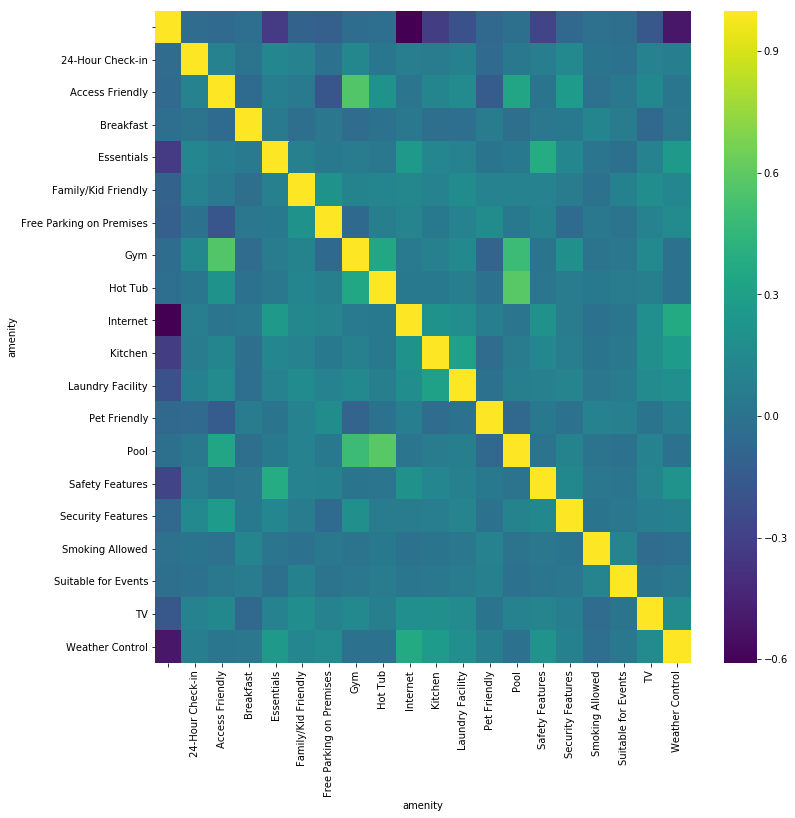 24-Hour Check-in
Access Friendly
Breakfast
Essentials
Family/Kid Friendly
Free Parking on Premises
Gym
Hot Tub
Internet
Kitchen
Laundry Facility
Pet Friendly
Pool
Safety Features
Security Features
Smoking Allowed
Suitable for Events
TV
Weather Control
amenity
24-Hour Check-in
Access Friendly
Breakfast
Essentials
Family/Kid Friendly
Free Parking on Premises
Gym
Hot Tub
Internet
Kitchen
Laundry Facility
Pet Friendly
Pool
Safety Features
Security Features
Smoking Allowed
Suitable for Events
TV
Weather Control
amenity
0.9
0.6
0.3
0.0
−0.3
−0.6